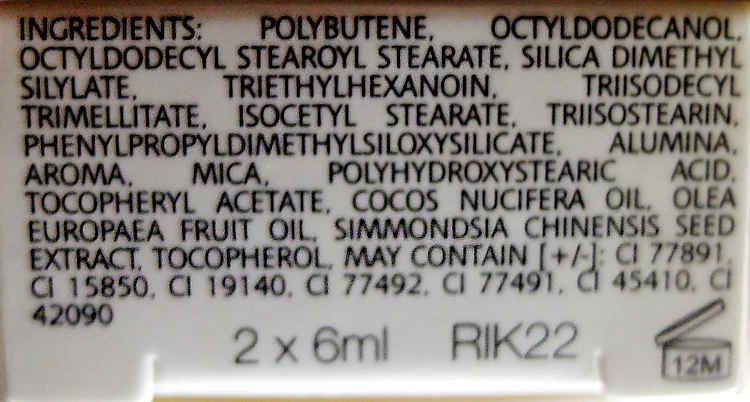 INGREDIENTS: POLYBUTENE, OCTYLDODECANOL,
OCTYLDODECYL STEAROYL STEARATE, SILICA DIMETHYL
SILYLATE, TRIETHYLHEXANOIN, TRIISODECYL
TRIMELLITATE, ISOCETYL STEARATE, TRIISOSTEARIN,
PHENYLPROPYLDIMETHYLSILOXYSILICATE, ALUMINA,
AROMA, MICA, POLYHYDROXYSTEARIC ACID,
TOCOPHERYL ACETATE, COCOS NUCIFERA OIL, OLEA
EUROPAEA FRUIT OIL, SIMMONDSIA CHINENSIS SEED
EXTRACT, TOCOPHEROL, MAY CONTAIN [+/-]: CI 77891,
CI 15850, CI 19140, CI 77492, CI 77491, CI 45410, CI
42090
2 x 6ml RIK22
12M